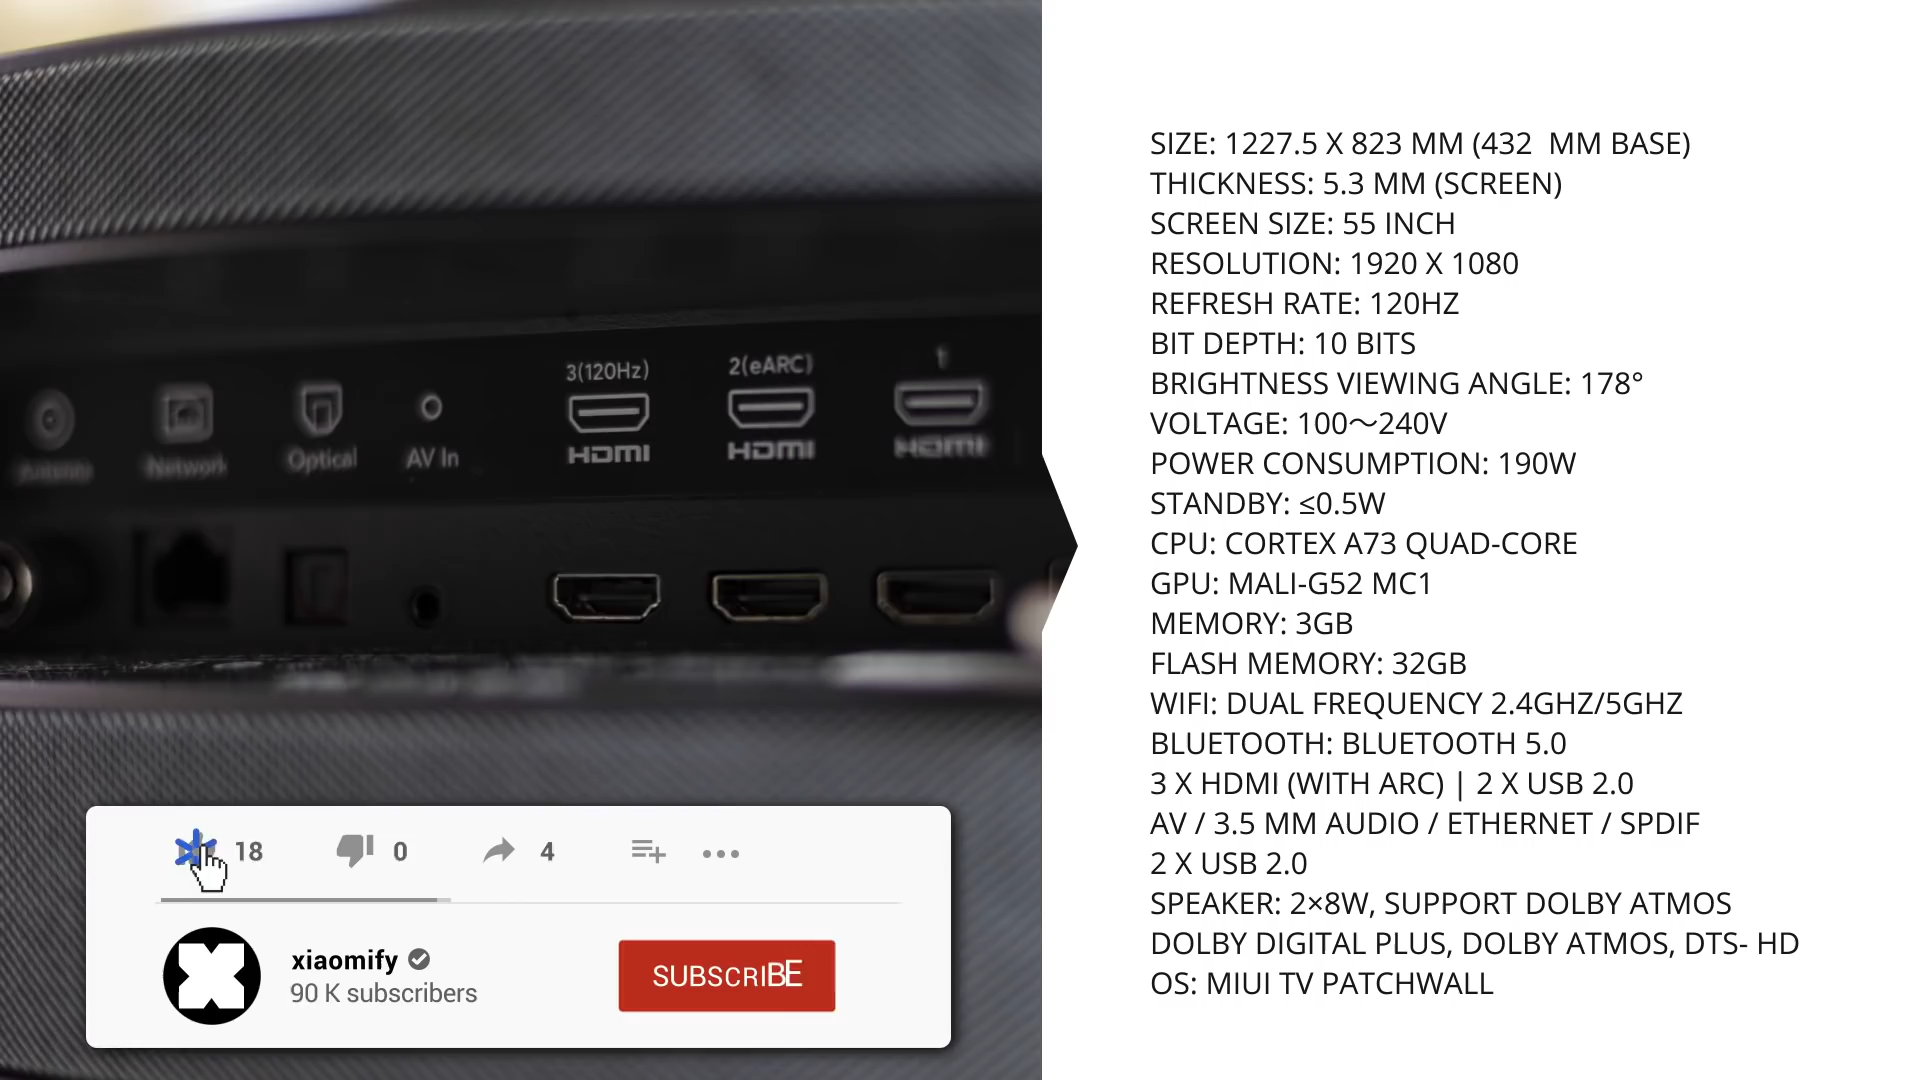 3(120Hz)
2(eARC)
1
HDMI
HDMI
HDMI
Antenna
Network
Optical
AV In
18
0
4
xiaomify
90 K subscribers
SUBSCRIBE
SIZE: 1227.5 X 823 MM (432  MM BASE)
THICKNESS: 5.3 MM (SCREEN)
SCREEN SIZE: 55 INCH
RESOLUTION: 1920 X 1080
REFRESH RATE: 120HZ
BIT DEPTH: 10 BITS
BRIGHTNESS VIEWING ANGLE: 178°
VOLTAGE: 100～240V
POWER CONSUMPTION: 190W
STANDBY: ≤0.5W
CPU: CORTEX A73 QUAD-CORE
GPU: MALI-G52 MC1
MEMORY: 3GB
FLASH MEMORY: 32GB
WIFI: DUAL FREQUENCY 2.4GHZ/5GHZ
BLUETOOTH: BLUETOOTH 5.0
3 X HDMI (WITH ARC) | 2 X USB 2.0
AV / 3.5 MM AUDIO / ETHERNET / SPDIF
2 X USB 2.0
SPEAKER: 2×8W, SUPPORT DOLBY ATMOS
DOLBY DIGITAL PLUS, DOLBY ATMOS, DTS- HD
OS: MIUI TV PATCHWALL